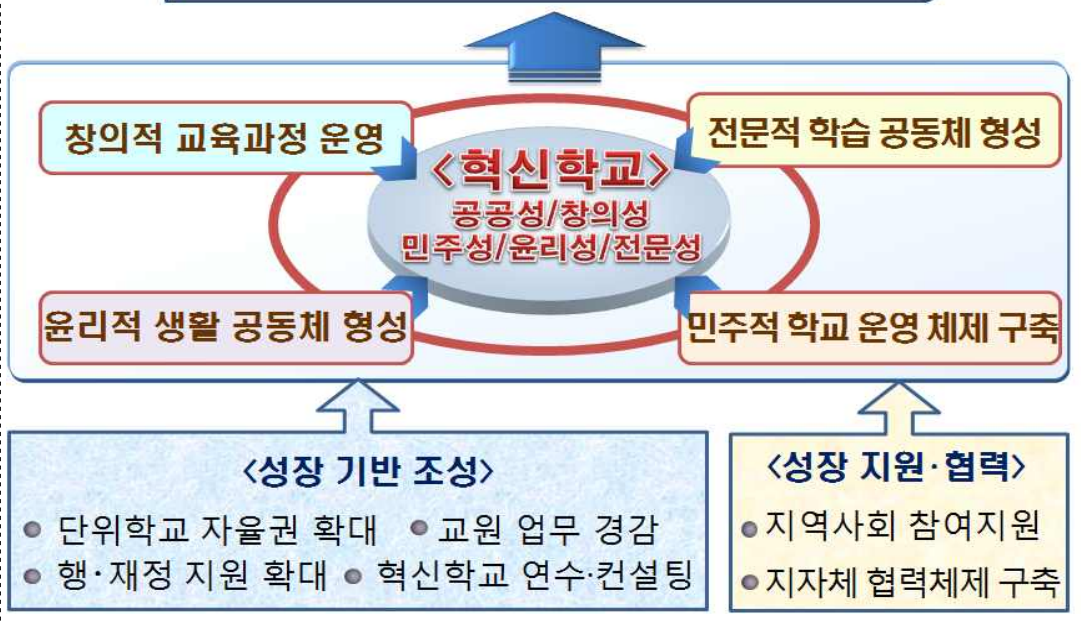 창의적 교육과정 운영
전문적 학습 공동체 형성
<혁신학교>
공공성/창의성
민주성/윤리성/전문성
윤리적 생활 공동체 형성
민주적 학교 운영 체제 구축
<성장 기반 조성>
● 단위학교 자율권 확대 ● 교원 업무 경감
● 행·재정 지원 확대 ● 혁신학교 연수·컨설팅
<성장 지원·협력>
● 지역사회 참여지원
● 지자체 협력체제 구축